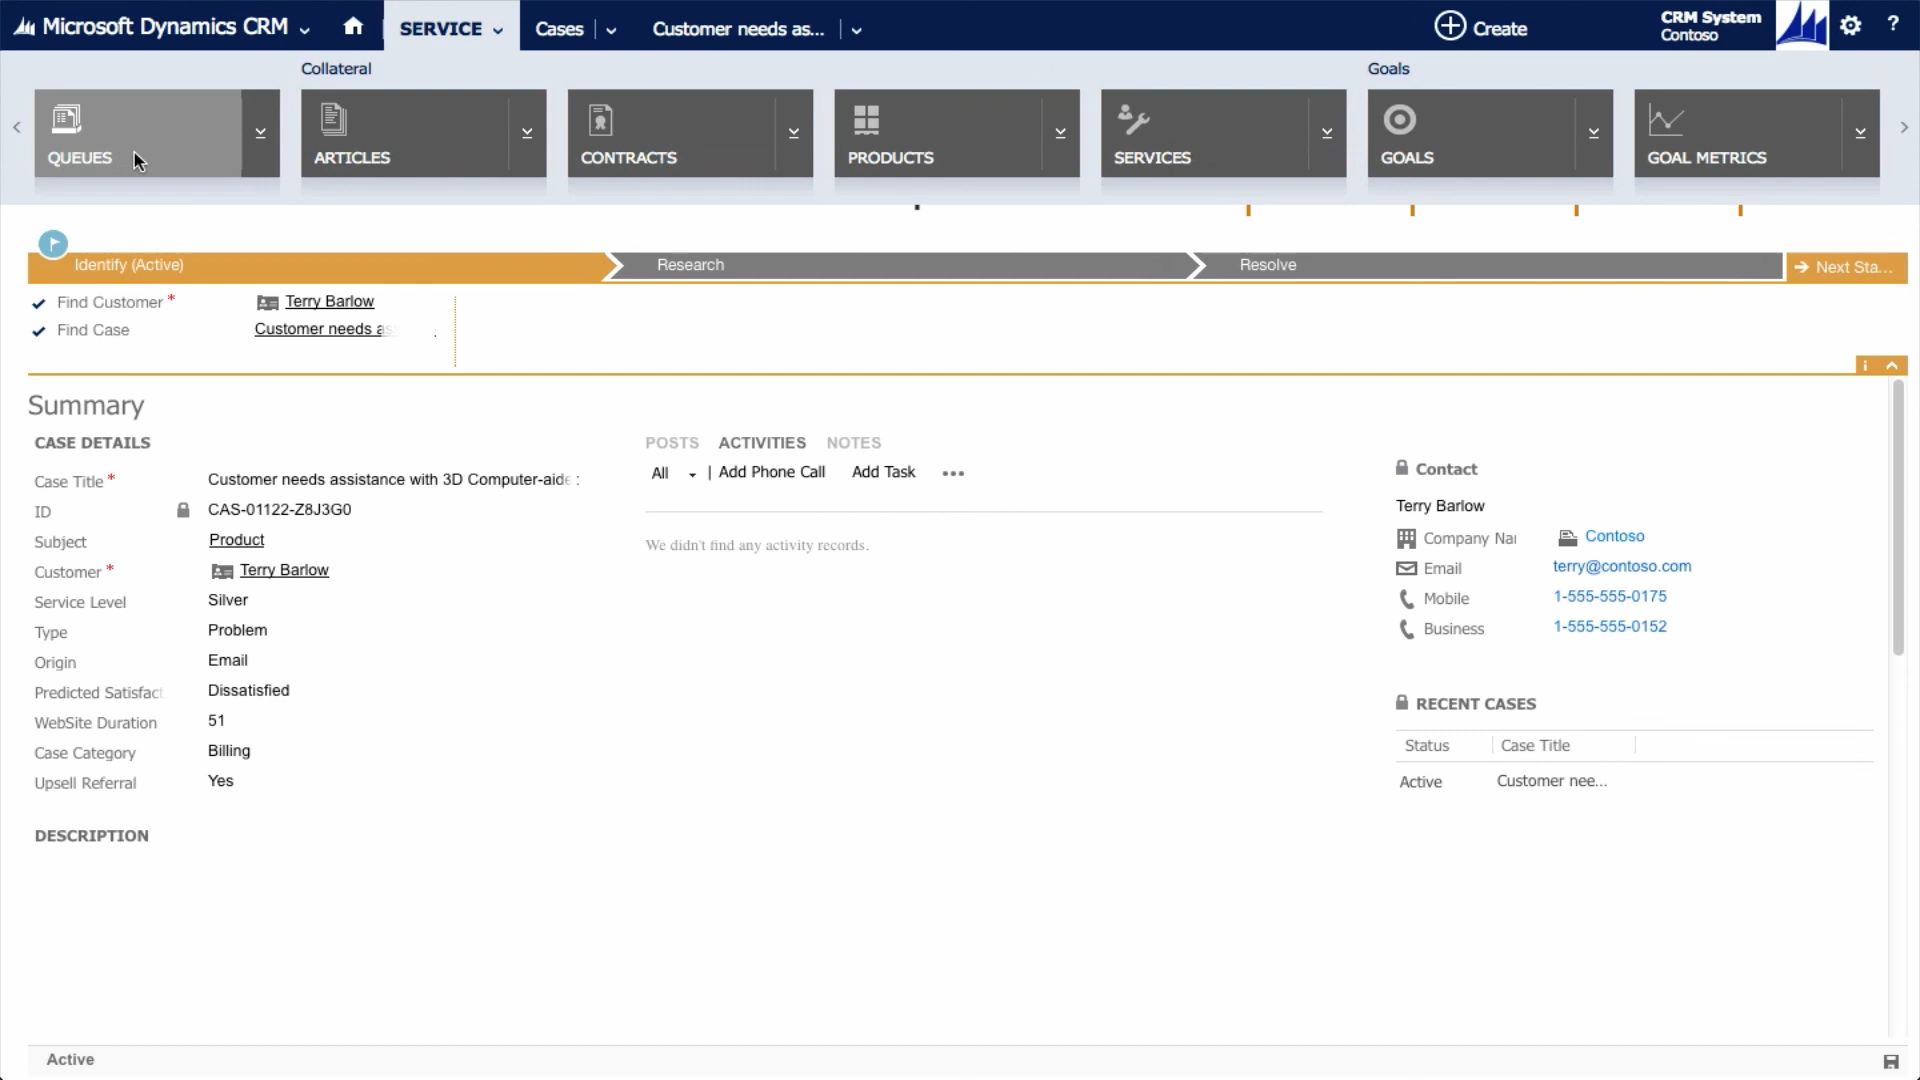 Microsoft Dynamics CRM
SERVICE
Cases
Customer needs as...
Create
CRM System
Contoso
?
Collateral
Goals
QUEUES
ARTICLES
CONTRACTS
PRODUCTS
SERVICES
GOALS
GOAL METRICS
Identify (Active)
Research
Resolve
Next Sta...
Find Customer *
Terry Barlow
Find Case
Customer needs as
i
Summary
CASE DETAILS
Case Title *
Customer needs assistance with 3D Computer-aide :
ID
CAS-01122-Z8J3G0
Subject
Product
Customer *
Terry Barlow
Service Level
Silver
Type
Problem
Origin
Email
Predicted Satisfact
Dissatisfied
WebSite Duration
51
Case Category
Billing
Upsell Referral
Yes
DESCRIPTION
POSTS ACTIVITIES NOTES
All | Add Phone Call Add Task •••
We didn't find any activity records.
Contact
Terry Barlow
Company Nar
Contoso
Email
terry@contoso.com
Mobile
1-555-555-0175
Business
1-555-555-0152
RECENT CASES
Status
Case Title
Active
Customer nee...
Active